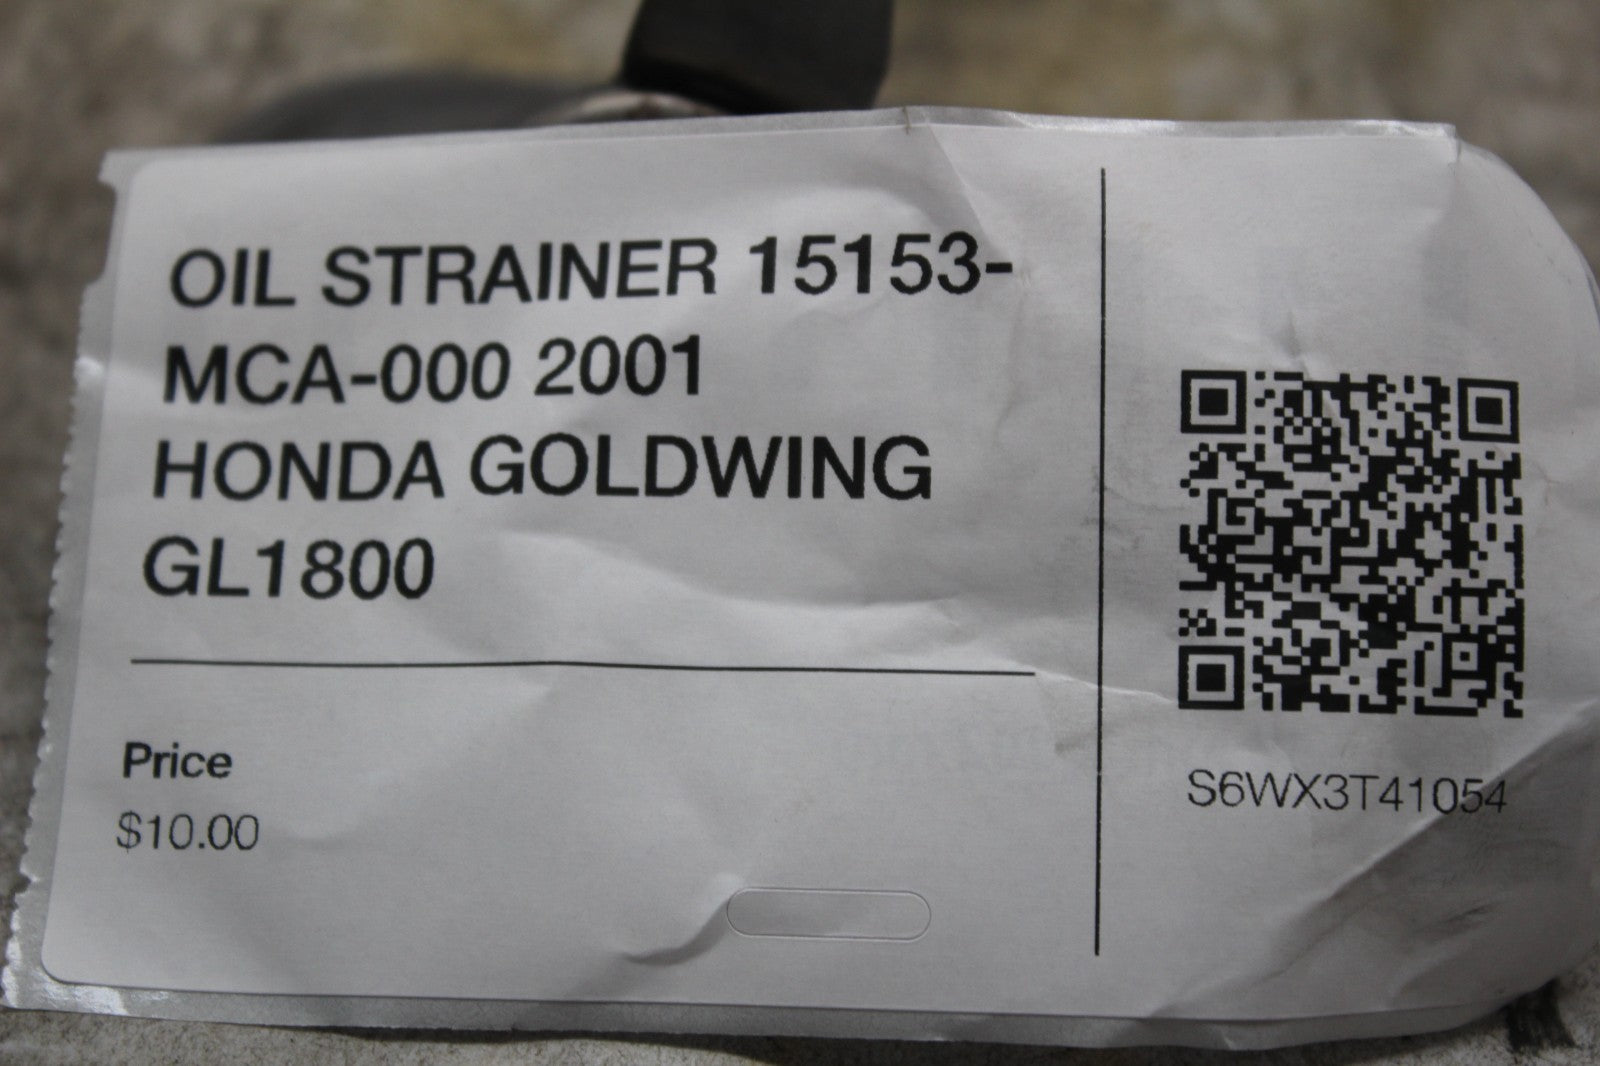 OIL STRAINER 15153-
MCA-000 2001
HONDA GOLDWING
GL1800
Price
$10.00
S6WX3T41054